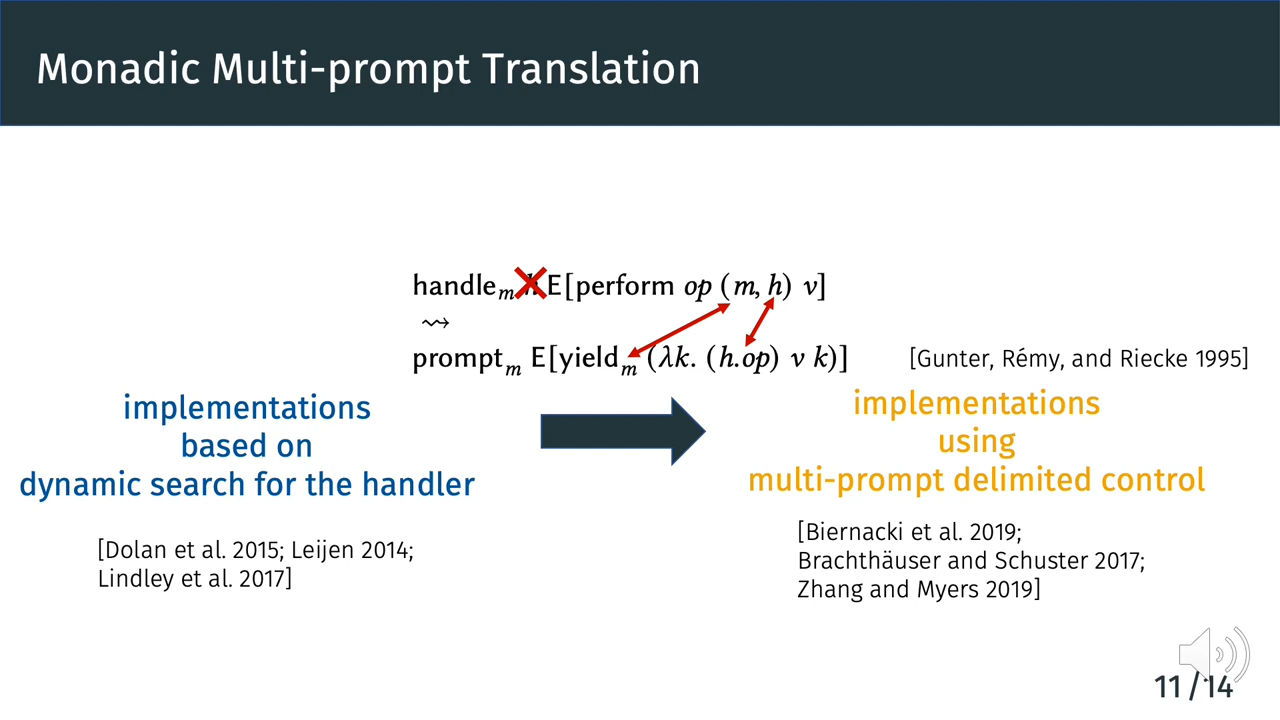 Monadic Multi-prompt Translation
handleₘ h E[perform op (m, h) v]
⇝
promptₘ E[yieldₘ (λk. (h.op) v k)]
[Gunter, Rémy, and Riecke 1995]
implementations
based on
dynamic search for the handler
implementations
using
multi-prompt delimited control
[Dolan et al. 2015; Leijen 2014;
Lindley et al. 2017]
[Biernacki et al. 2019;
Brachthäuser and Schuster 2017;
Zhang and Myers 2019]
11 / 14